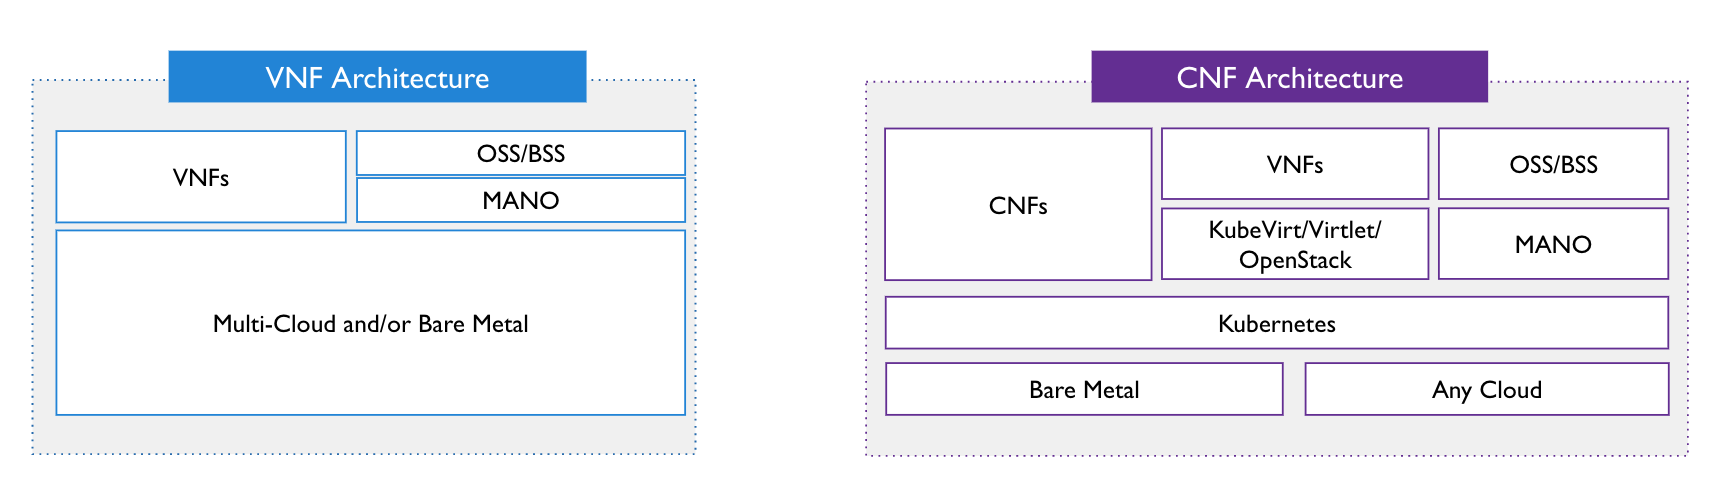 VNF Architecture
VNFs
OSS/BSS
MANO
Multi-Cloud and/or Bare Metal
CNF Architecture
CNFs
VNFs
OSS/BSS
KubeVirt/Virtlet/
OpenStack
MANO
Kubernetes
Bare Metal
Any Cloud